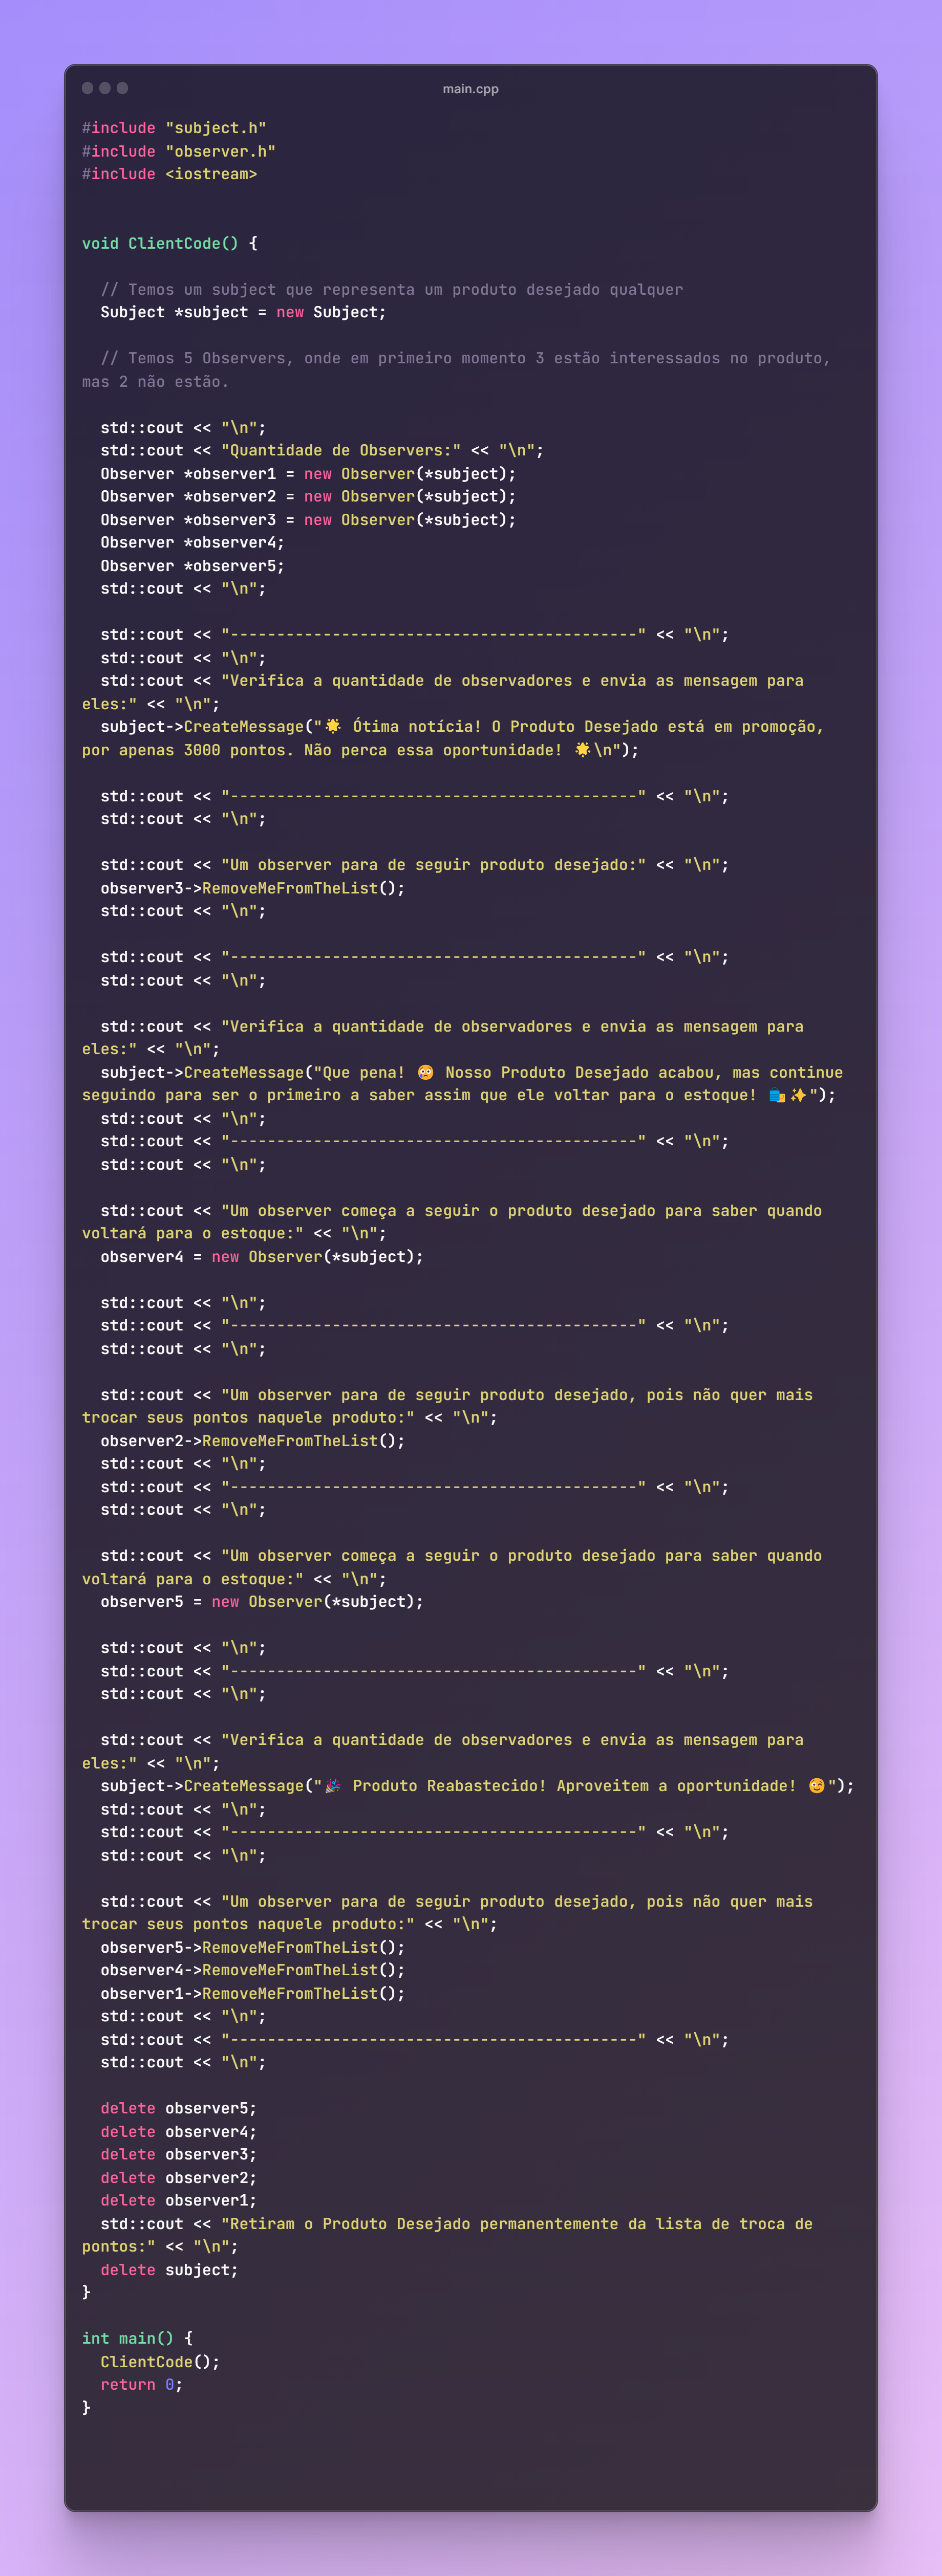 main.cpp
#include "subject.h"
#include "observer.h"
#include <iostream>
void ClientCode() {
// Temos um subject que representa um produto desejado qualquer
Subject *subject = new Subject;
// Temos 5 Observers, onde em primeiro momento 3 estão interessados no produto,
mas 2 não estão.
std::cout << "\n";
std::cout << "Quantidade de Observers:" << "\n";
Observer *observer1 = new Observer(*subject);
Observer *observer2 = new Observer(*subject);
Observer *observer3 = new Observer(*subject);
Observer *observer4;
Observer *observer5;
std::cout << "\n";
std::cout << "--------------------------------------------" << "\n";
std::cout << "\n";
std::cout << "Verifica a quantidade de observadores e envia as mensagem para
eles:" << "\n";
subject->CreateMessage("🌟 Ótima notícia! O Produto Desejado está em promoção,
por apenas 3000 pontos. Não perca essa oportunidade! 🌟\n");
std::cout << "--------------------------------------------" << "\n";
std::cout << "\n";
std::cout << "Um observer para de seguir produto desejado:" << "\n";
observer3->RemoveMeFromTheList();
std::cout << "\n";
std::cout << "--------------------------------------------" << "\n";
std::cout << "\n";
std::cout << "Verifica a quantidade de observadores e envia as mensagem para
eles:" << "\n";
subject->CreateMessage("Que pena! 😳 Nosso Produto Desejado acabou, mas continue
seguindo para ser o primeiro a saber assim que ele voltar para o estoque! 🛍️✨");
std::cout << "\n";
std::cout << "--------------------------------------------" << "\n";
std::cout << "\n";
std::cout << "Um observer começa a seguir o produto desejado para saber quando
voltará para o estoque:" << "\n";
observer4 = new Observer(*subject);
std::cout << "\n";
std::cout << "--------------------------------------------" << "\n";
std::cout << "\n";
std::cout << "Um observer para de seguir produto desejado, pois não quer mais
trocar seus pontos naquele produto:" << "\n";
observer2->RemoveMeFromTheList();
std::cout << "\n";
std::cout << "--------------------------------------------" << "\n";
std::cout << "\n";
std::cout << "Um observer começa a seguir o produto desejado para saber quando
voltará para o estoque:" << "\n";
observer5 = new Observer(*subject);
std::cout << "\n";
std::cout << "--------------------------------------------" << "\n";
std::cout << "\n";
std::cout << "Verifica a quantidade de observadores e envia as mensagem para
eles:" << "\n";
subject->CreateMessage("🎉 Produto Reabastecido! Aproveitem a oportunidade! 😉");
std::cout << "\n";
std::cout << "--------------------------------------------" << "\n";
std::cout << "\n";
std::cout << "Um observer para de seguir produto desejado, pois não quer mais
trocar seus pontos naquele produto:" << "\n";
observer5->RemoveMeFromTheList();
observer4->RemoveMeFromTheList();
observer1->RemoveMeFromTheList();
std::cout << "\n";
std::cout << "--------------------------------------------" << "\n";
std::cout << "\n";
delete observer5;
delete observer4;
delete observer3;
delete observer2;
delete observer1;
std::cout << "Retiram o Produto Desejado permanentemente da lista de troca de
pontos:" << "\n";
delete subject;
}
int main() {
ClientCode();
return 0;
}